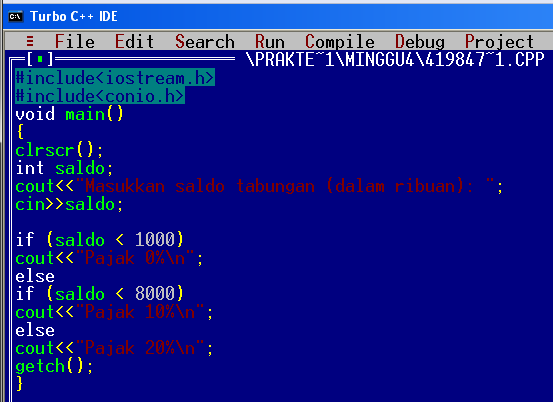 Turbo C++ IDE
≡ File Edit Search Run Compile Debug Project
[■] \PRAKTE~1\MINGGU4\419847~1.CPP
#include<iostream.h>
#include<conio.h>
void main()
{
clrscr();
int saldo;
cout<<"Masukkan saldo tabungan (dalam ribuan): ";
cin>>saldo;

if (saldo < 1000)
cout<<"Pajak 0%\n";
else
if (saldo < 8000)
cout<<"Pajak 10%\n";
else
cout<<"Pajak 20%\n";
getch();
}